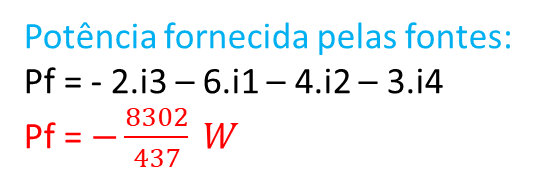 Potência fornecida pelas fontes:
Pf = - 2.i3 – 6.i1 – 4.i2 – 3.i4
Pf = − 8302/437 W